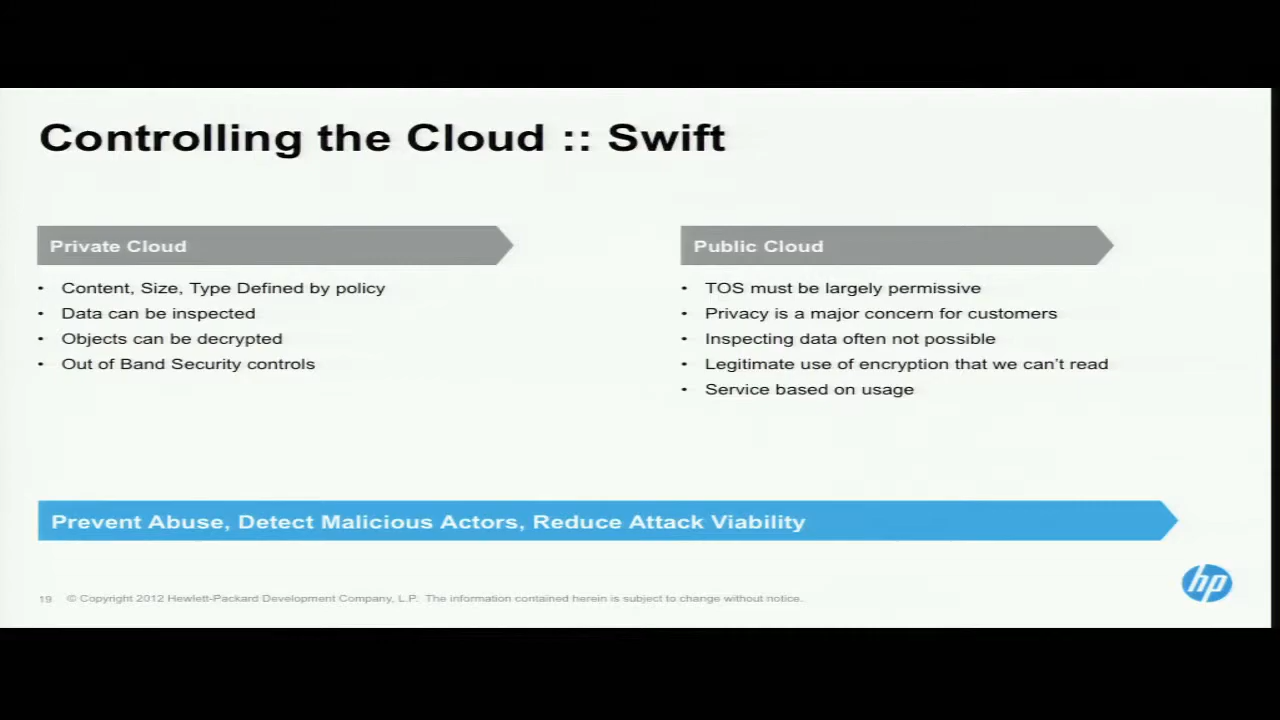 Controlling the Cloud :: Swift
Private Cloud
• Content, Size, Type Defined by policy
• Data can be inspected
• Objects can be decrypted
• Out of Band Security controls
Public Cloud
• TOS must be largely permissive
• Privacy is a major concern for customers
• Inspecting data often not possible
• Legitimate use of encryption that we can't read
• Service based on usage
Prevent Abuse, Detect Malicious Actors, Reduce Attack Viability
hp
19 © Copyright 2012 Hewlett-Packard Development Company, L.P. The information contained herein is subject to change without notice.